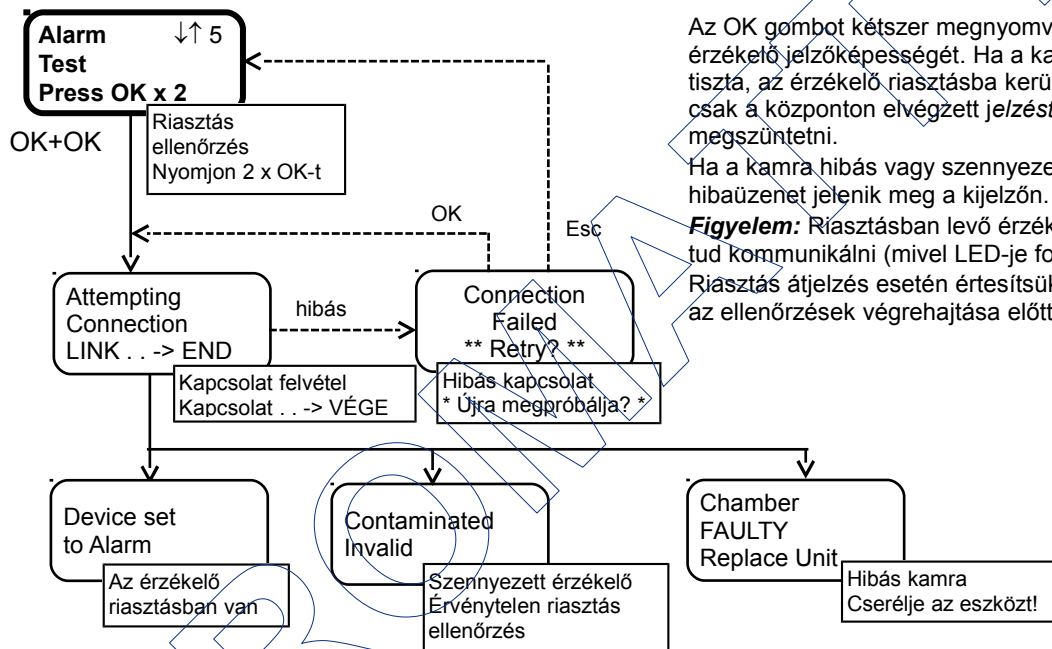 Alarm ↓↑ 5
Test
Press OK x 2
Riasztás
ellenőrzés
Nyomjon 2 x OK-t
OK+OK
OK
Esc
Attempting
Connection
LINK . . -> END
hibás
Connection
Failed
** Retry? **
Kapcsolat felvétel
Kapcsolat . . -> VÉGE
Hibás kapcsolat
* Újra megpróbálja? *
Device set
to Alarm
Az érzékelő
riasztásban van
Contaminated
Invalid
Szennyezett érzékelő
Érvénytelen riasztás
ellenőrzés
Chamber
FAULTY
Replace Unit
Hibás kamra
Cserélje az eszközt!
Az OK gombot kétszer megnyomv
érzékelő jelzőképességét. Ha a ka
tiszta, az érzékelő riasztásba kerü
csak a központon elvégzett jelzést
megszüntetni.
Ha a kamra hibás vagy szennyeze
hibaüzenet jelenik meg a kijelzőn.
Figyelem: Riasztásban levő érzék
tud kommunikálni (mivel LED-je fo
Riasztás átjelzés esetén értesítsük
az ellenőrzések végrehajtása előtt